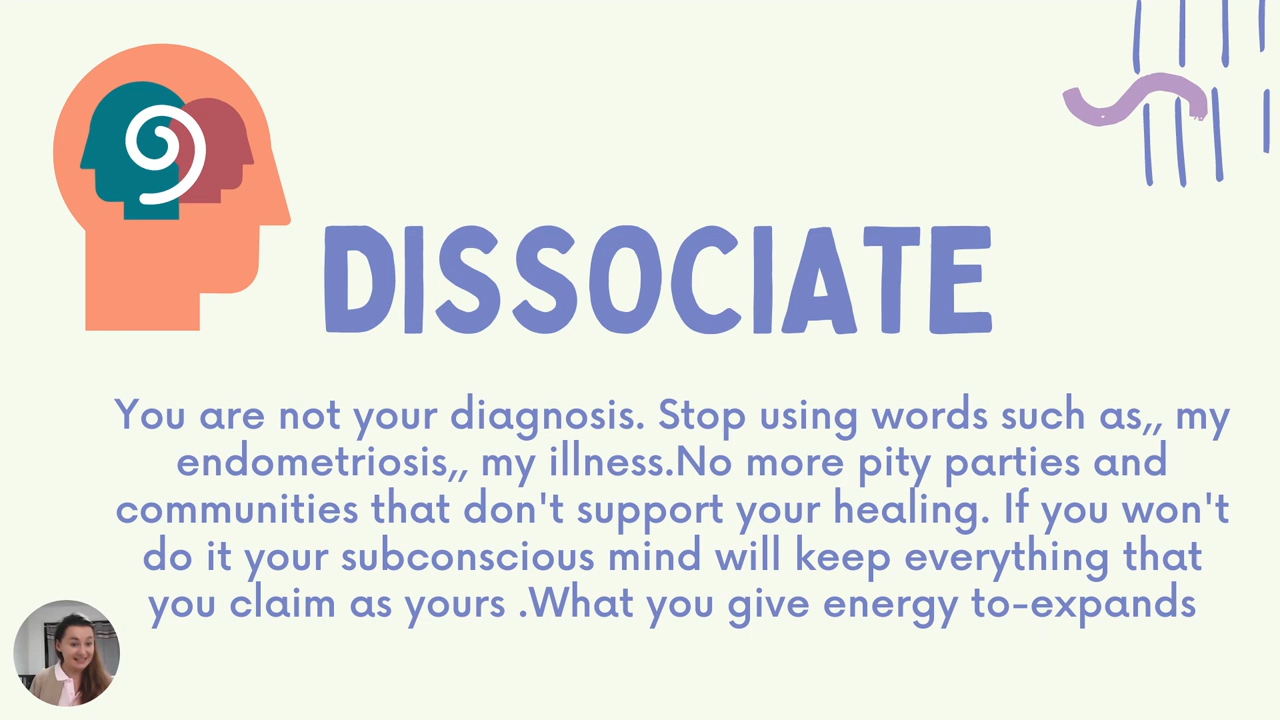 DISSOCIATE
You are not your diagnosis. Stop using words such as,, my
endometriosis,, my illness.No more pity parties and
communities that don't support your healing. If you won't
do it your subconscious mind will keep everything that
you claim as yours .What you give energy to-expands